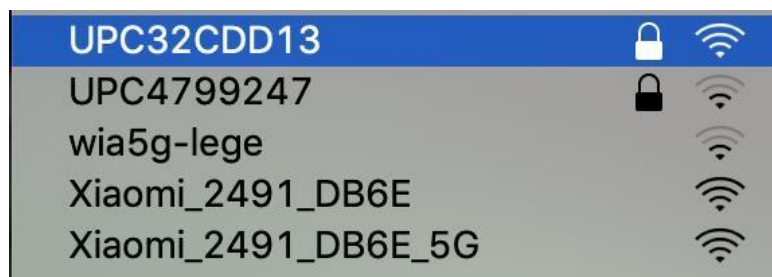 UPC32CDD13
UPC4799247
wia5g-lege
Xiaomi_2491_DB6E
Xiaomi_2491_DB6E_5G